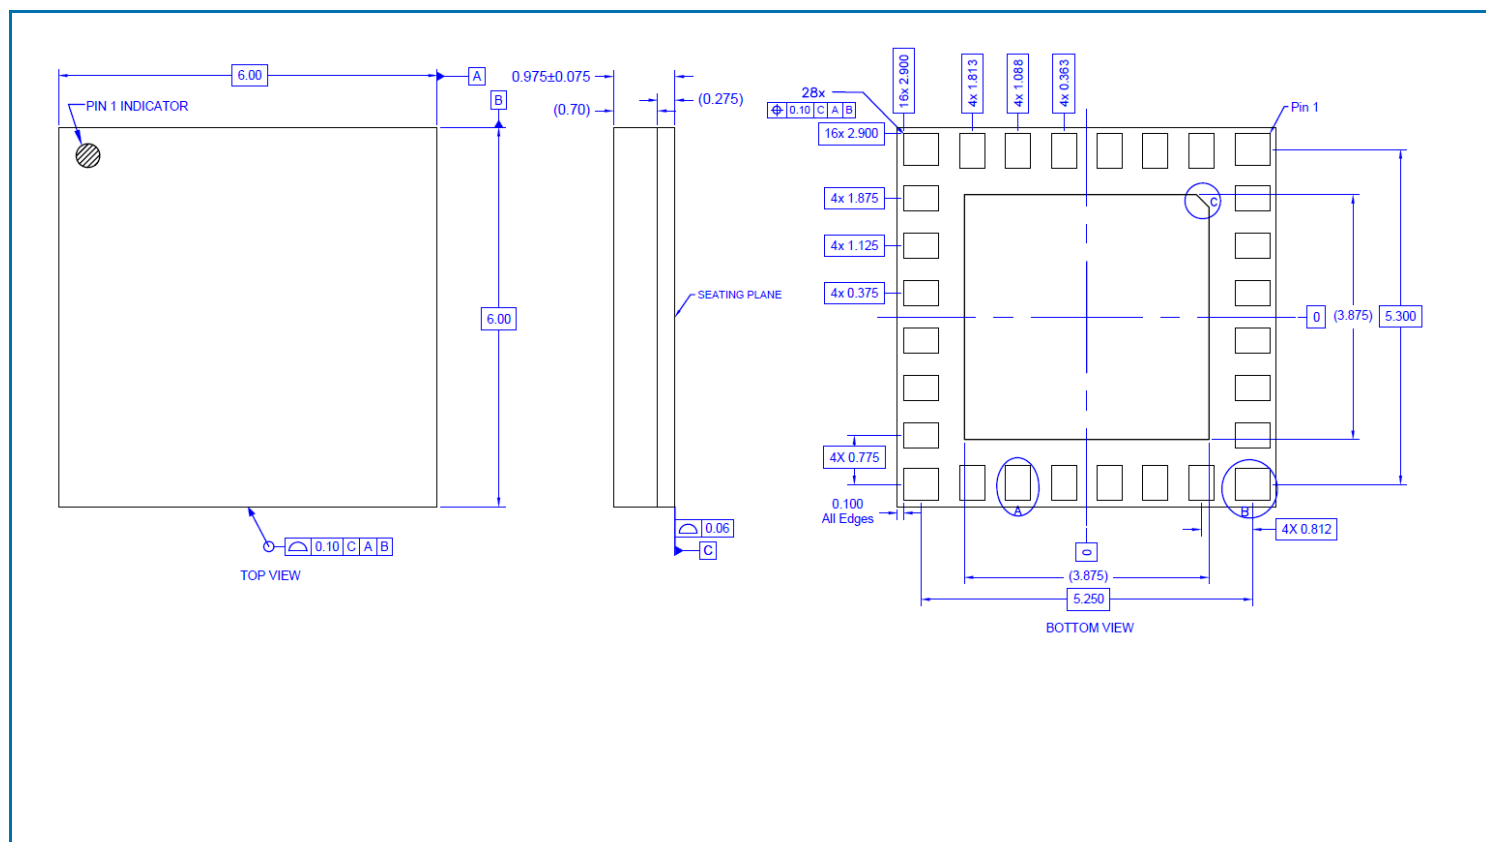 6.00
A
PIN 1 INDICATOR
B
6.00
0.10 C A B
TOP VIEW
0.975±0.075
(0.70)
(0.275)
SEATING PLANE
0.06
C
28x
0.10 C A B
16x 2.900
4x 1.813
4x 1.088
4x 0.363
Pin 1
16x 2.900
4x 1.875
4x 1.125
4x 0.375
C
0
(3.875)
5.300
4X 0.775
0.100
All Edges
A
B
4X 0.812
0
(3.875)
5.250
BOTTOM VIEW